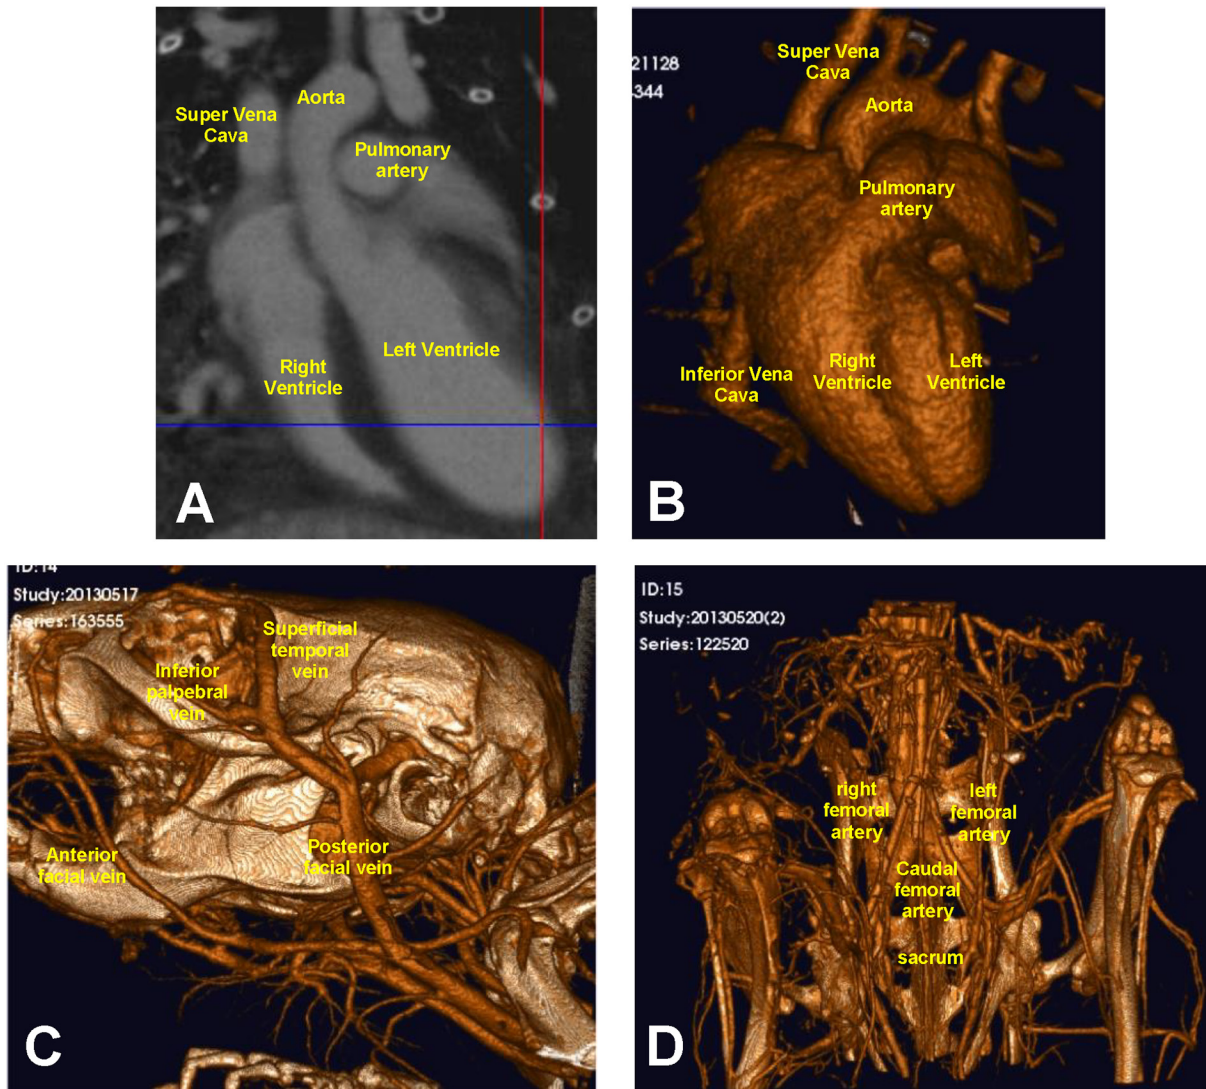 Super Vena
Cava
Aorta
Pulmonary
artery
Right
Ventricle
Left Ventricle
A
21128
344
Super Vena
Cava
Aorta
Pulmonary
artery
Inferior Vena
Cava
Right
Ventricle
Left
Ventricle
B
ID:14
Study:20130517
Series:163555
Superficial
temporal
vein
Inferior
palpebral
vein
Anterior
facial vein
Posterior
facial vein
C
ID:15
Study:20130520(2)
Series:122520
right
femoral
artery
left
femoral
artery
Caudal
femoral
artery
sacrum
D